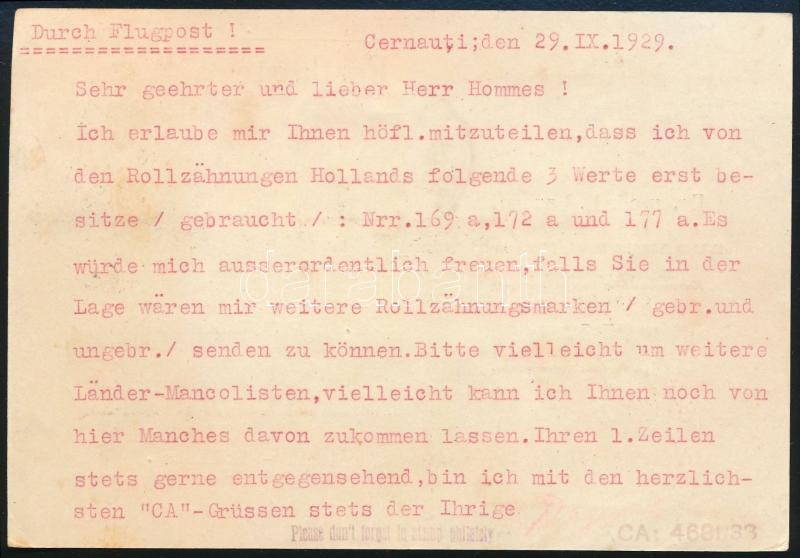 Durch Flugpost !
Cernauţi;den 29.IX.1929.
Sehr geehrter und lieber Herr Hommes !
Ich erlaube mir Ihnen höfl.mitzuteilen,dass ich von
den Rollzähnungen Hollands folgende 3 Werte erst be-
sitze / gebraucht / : Nrr.169 a,172 a und 177 a.Es
würde mich ausserordentlich freuen,falls Sie in der
darabanth
Lage wären mir weitere Rollzähnungsmarken / gebr.und
ungebr./ senden zu können.Bitte vielleicht um weitere
Länder-Mancolisten,vielleicht kann ich Ihnen noch von
hier Manches davon zukommen lassen.Ihren l.Zeilen
stets gerne entgegensehend,bin ich mit den herzlich-
sten "CA"-Grüssen stets der Ihrige
Please don't forget to stamp philately
CA: